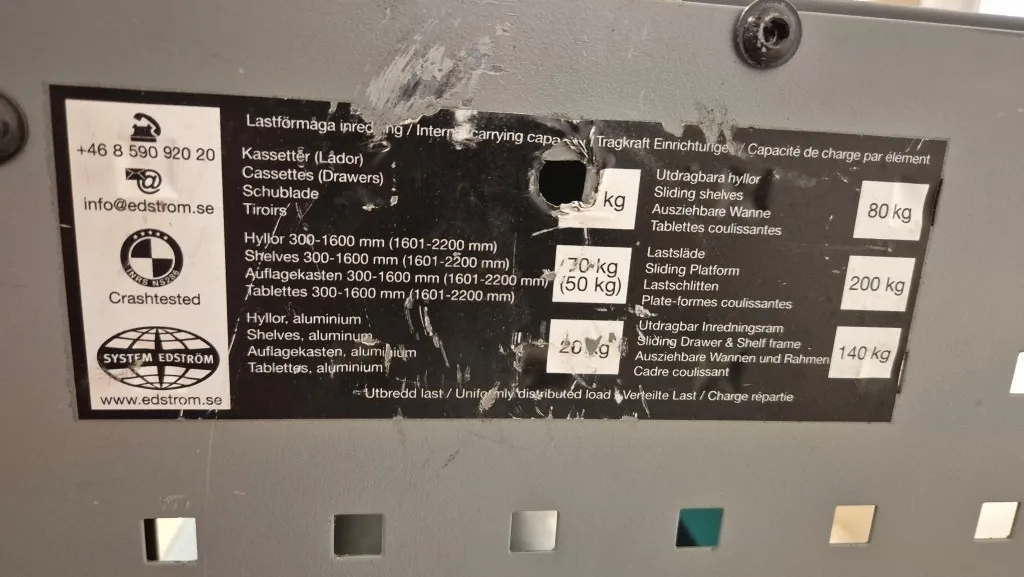 +46 8 590 920 20
info@edstrom.se
INRS NS286
Crashtested
SYSTEM EDSTRÖM
www.edstrom.se
Lastförmåga inredning / Internal carrying capacity / Tragkraft Einrichtungen / Capacité de charge par élément
Kassetter (Lådor)
Cassettes (Drawers)
Schublade
Tiroirs
kg
Hyllor 300-1600 mm (1601-2200 mm)
Shelves 300-1600 mm (1601-2200 mm)
Auflagekasten 300-1600 mm (1601-2200 mm)
Tablettes 300-1600 mm (1601-2200 mm)
70 kg
(50 kg)
Hyllor, aluminium
Shelves, aluminum
Auflagekasten, aluminium
Tablettes, aluminium
20 kg
Utdragbara hyllor
Sliding shelves
Ausziehbare Wanne
Tablettes coulissantes
80 kg
Lastsläde
Sliding Platform
Lastschlitten
Plate-formes coulissantes
200 kg
Utdragbar Inredningsram
Sliding Drawer & Shelf frame
Ausziehbare Wannen und Rahmen
Cadre coulissant
140 kg
Utbredd last / Uniformly distributed load / Verteilte Last / Charge répartie